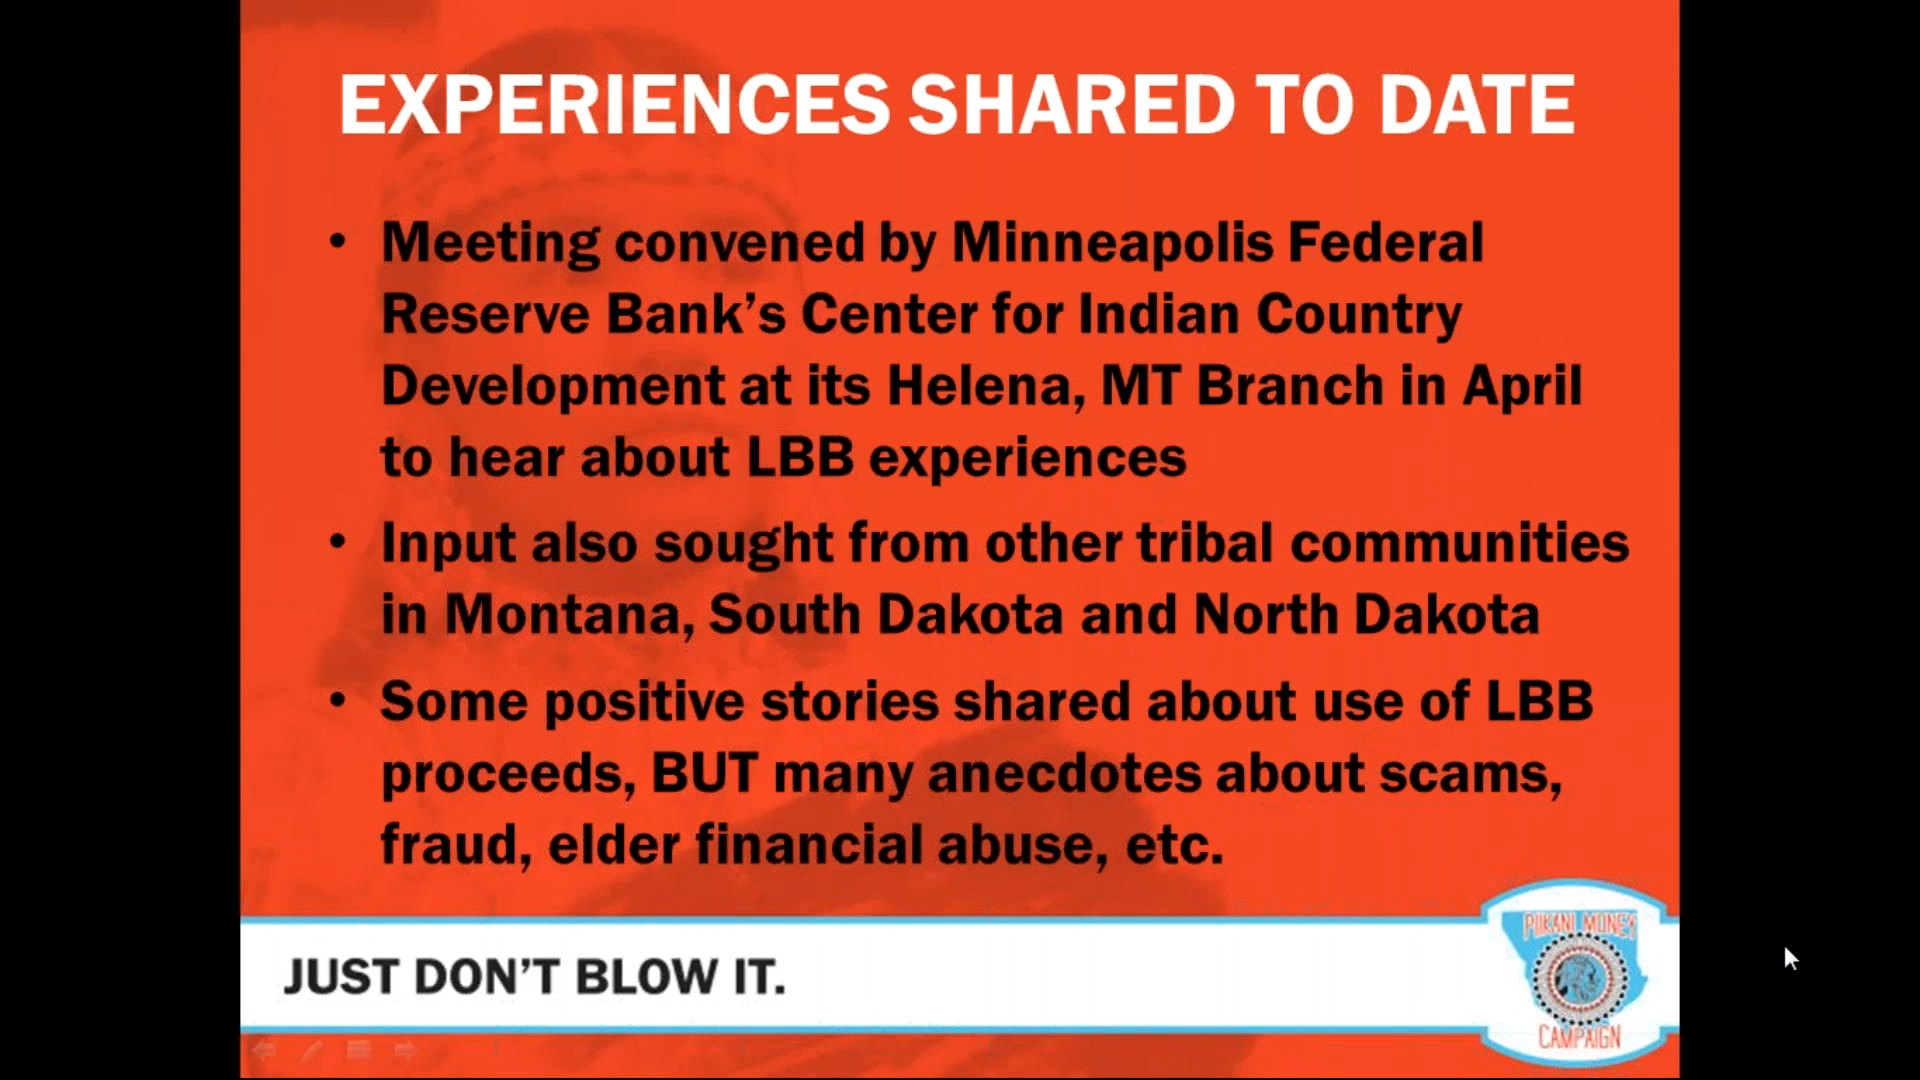 EXPERIENCES SHARED TO DATE
• Meeting convened by Minneapolis Federal
Reserve Bank’s Center for Indian Country
Development at its Helena, MT Branch in April
to hear about LBB experiences
• Input also sought from other tribal communities
in Montana, South Dakota and North Dakota
• Some positive stories shared about use of LBB
proceeds, BUT many anecdotes about scams,
fraud, elder financial abuse, etc.
JUST DON’T BLOW IT.
PIIKANI MONEY
CAMPAIGN